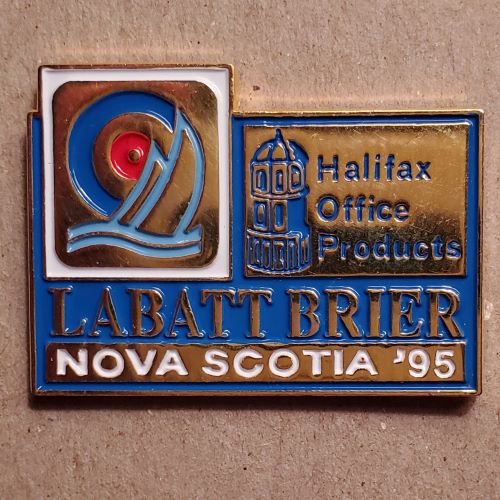 Halifax
Office
Products
LABATT BRIER
NOVA SCOTIA '95